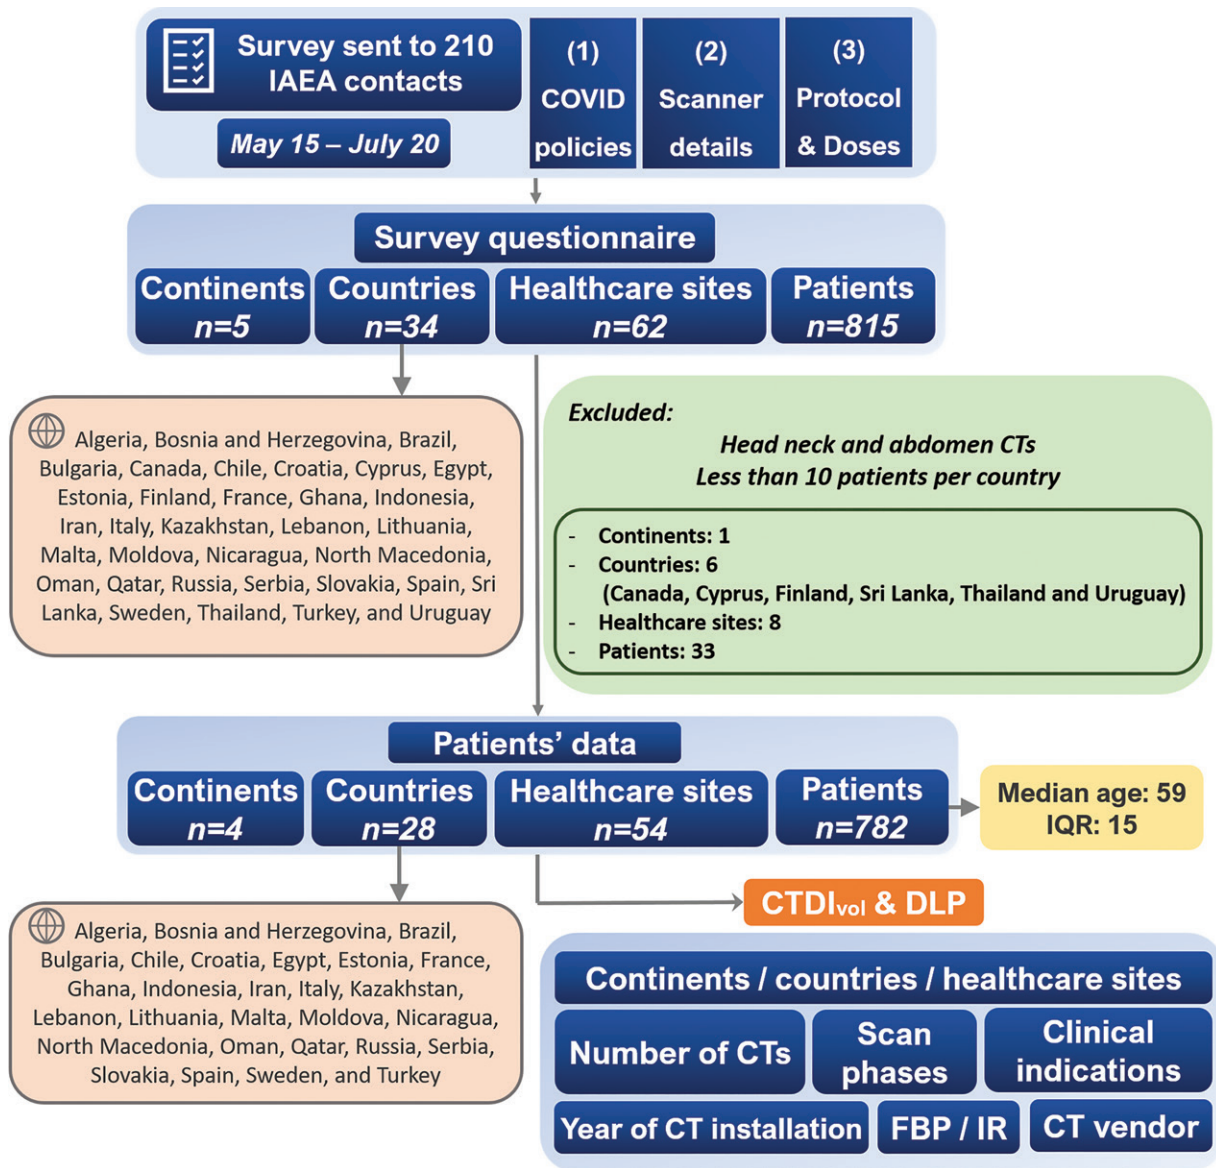 Survey sent to 210
IAEA contacts
May 15 – July 20
(1)
COVID
policies
(2)
Scanner
details
(3)
Protocol
& Doses
Survey questionnaire
Continents
n=5
Countries
n=34
Healthcare sites
n=62
Patients
n=815
Algeria, Bosnia and Herzegovina, Brazil,
Bulgaria, Canada, Chile, Croatia, Cyprus, Egypt,
Estonia, Finland, France, Ghana, Indonesia,
Iran, Italy, Kazakhstan, Lebanon, Lithuania,
Malta, Moldova, Nicaragua, North Macedonia,
Oman, Qatar, Russia, Serbia, Slovakia, Spain, Sri
Lanka, Sweden, Thailand, Turkey, and Uruguay
Excluded:
Head neck and abdomen CTs
Less than 10 patients per country
- Continents: 1
- Countries: 6
(Canada, Cyprus, Finland, Sri Lanka, Thailand and Uruguay)
- Healthcare sites: 8
- Patients: 33
Patients’ data
Continents
n=4
Countries
n=28
Healthcare sites
n=54
Patients
n=782
Median age: 59
IQR: 15
Algeria, Bosnia and Herzegovina, Brazil,
Bulgaria, Chile, Croatia, Egypt, Estonia, France,
Ghana, Indonesia, Iran, Italy, Kazakhstan,
Lebanon, Lithuania, Malta, Moldova, Nicaragua,
North Macedonia, Oman, Qatar, Russia, Serbia,
Slovakia, Spain, Sweden, and Turkey
CTDIvol & DLP
Continents / countries / healthcare sites
Number of CTs
Scan
phases
Clinical
indications
Year of CT installation
FBP / IR
CT vendor